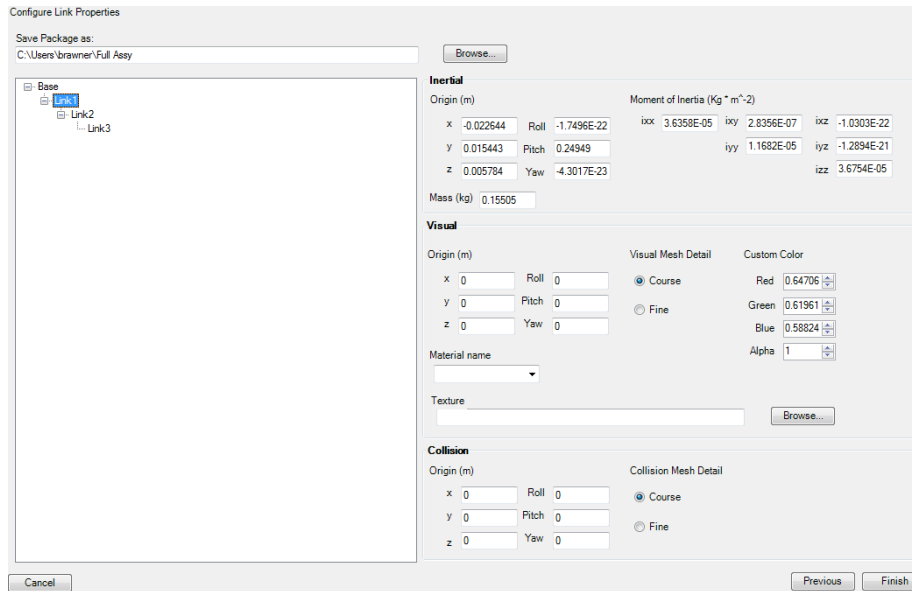 Configure Link Properties
Save Package as:
C:\Users\brawner\Full Assy Browse...
Base
Link1
Link2
Link3
Inertial
Origin (m) Moment of Inertia (Kg * m^-2)
x -0.022644 Roll -1.7496E-22 ixx 3.6358E-05 ixy 2.8356E-07 ixz -1.0303E-22
y 0.015443 Pitch 0.24949 iyy 1.1682E-05 iyz -1.2894E-21
z 0.005784 Yaw -4.3017E-23 izz 3.6754E-05
Mass (kg) 0.15505
Visual
Origin (m) Visual Mesh Detail Custom Color
x 0 Roll 0 Course Red 0.64706
y 0 Pitch 0 Fine Green 0.61961
z 0 Yaw 0 Blue 0.58824
Material name Alpha 1
Texture
Browse...
Collision
Origin (m) Collision Mesh Detail
x 0 Roll 0 Course
y 0 Pitch 0 Fine
z 0 Yaw 0
Cancel Previous Finish